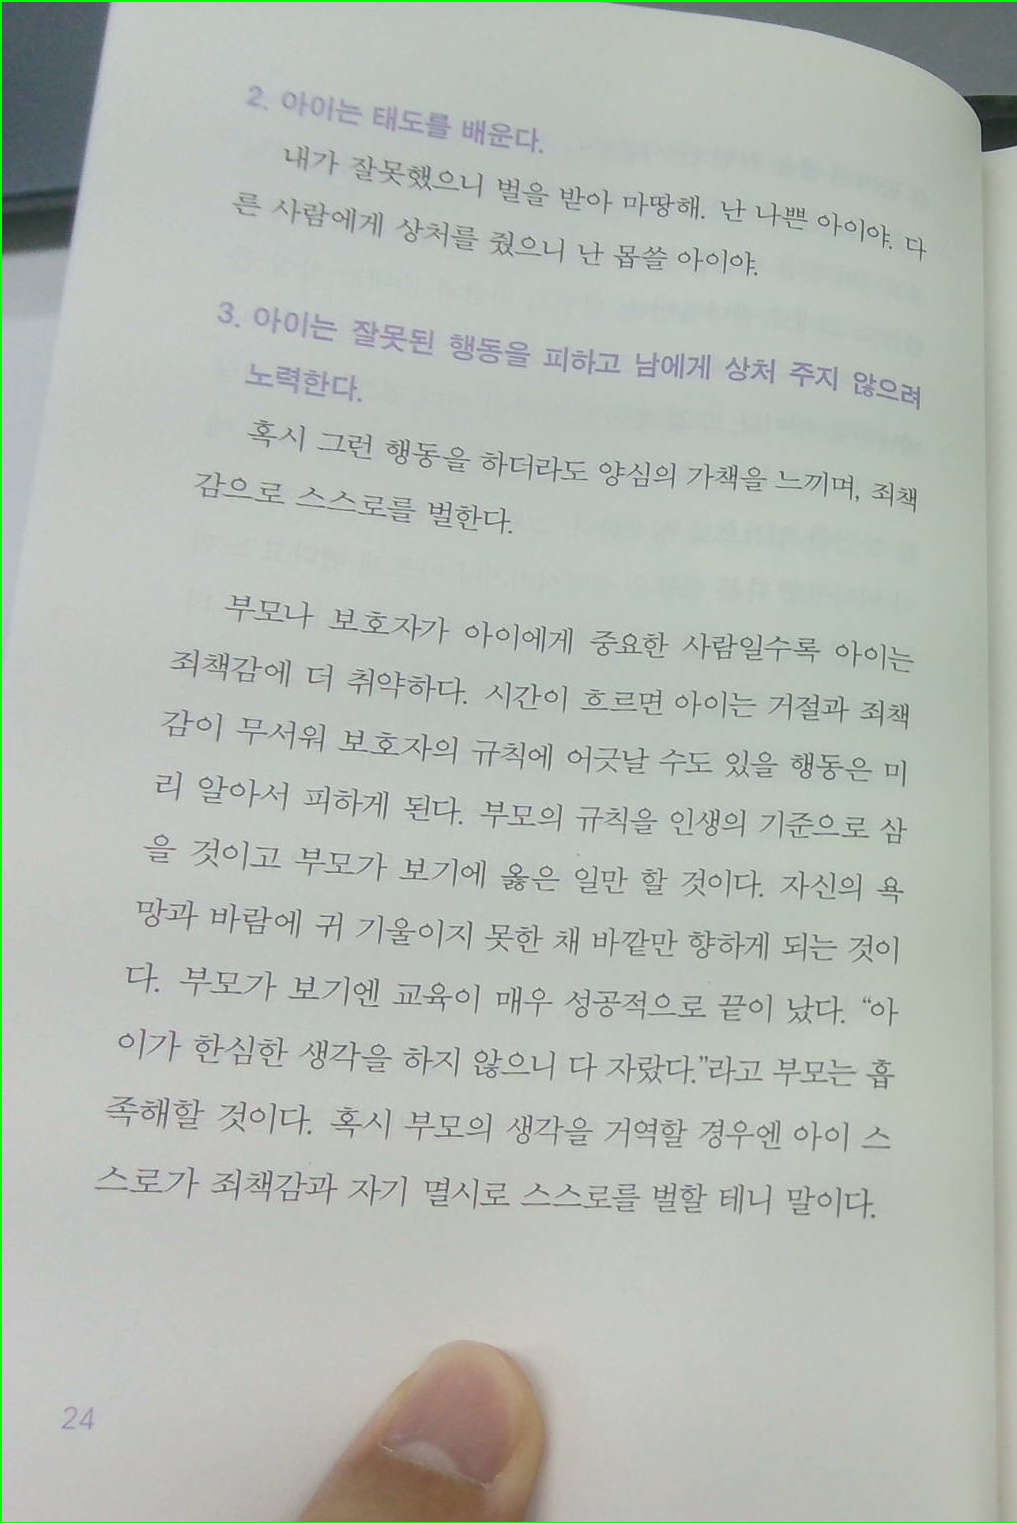 2. 아이는 태도를 배운다.
내가 잘못했으니 벌을 받아 마땅해. 난 나쁜 아이야. 다
른 사람에게 상처를 줬으니 난 몹쓸 아이야.
3. 아이는 잘못된 행동을 피하고 남에게 상처 주지 않으려
노력한다.
혹시 그런 행동을 하더라도 양심의 가책을 느끼며, 죄책
감으로 스스로를 벌한다.
부모나 보호자가 아이에게 중요한 사람일수록 아이는
죄책감에 더 취약하다. 시간이 흐르면 아이는 거절과 죄책
감이 무서워 보호자의 규칙에 어긋날 수도 있을 행동은 미
리 알아서 피하게 된다. 부모의 규칙을 인생의 기준으로 삼
을 것이고 부모가 보기에 옳은 일만 할 것이다. 자신의 욕
망과 바람에 귀 기울이지 못한 채 바깥만 향하게 되는 것이
다. 부모가 보기엔 교육이 매우 성공적으로 끝이 났다. “아
이가 한심한 생각을 하지 않으니 다 자랐다.”라고 부모는 흡
족해할 것이다. 혹시 부모의 생각을 거역할 경우엔 아이 스
스로가 죄책감과 자기 멸시로 스스로를 벌할 테니 말이다.
24